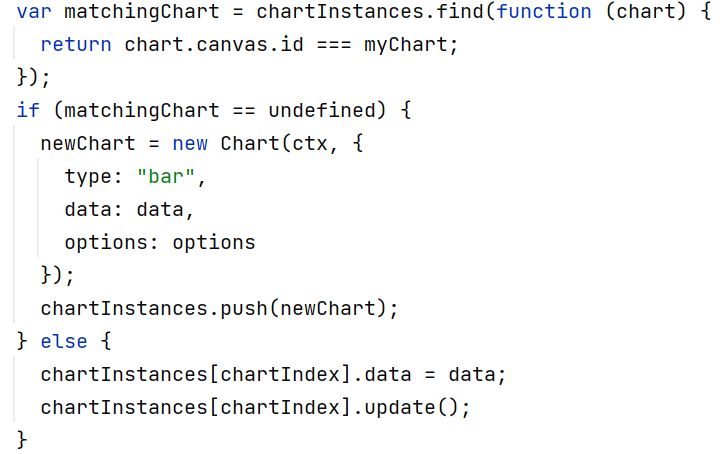 var matchingChart = chartInstances.find(function (chart) {
  return chart.canvas.id === myChart;
});
if (matchingChart == undefined) {
  newChart = new Chart(ctx, {
    type: "bar",
    data: data,
    options: options
  });
  chartInstances.push(newChart);
} else {
  chartInstances[chartIndex].data = data;
  chartInstances[chartIndex].update();
}